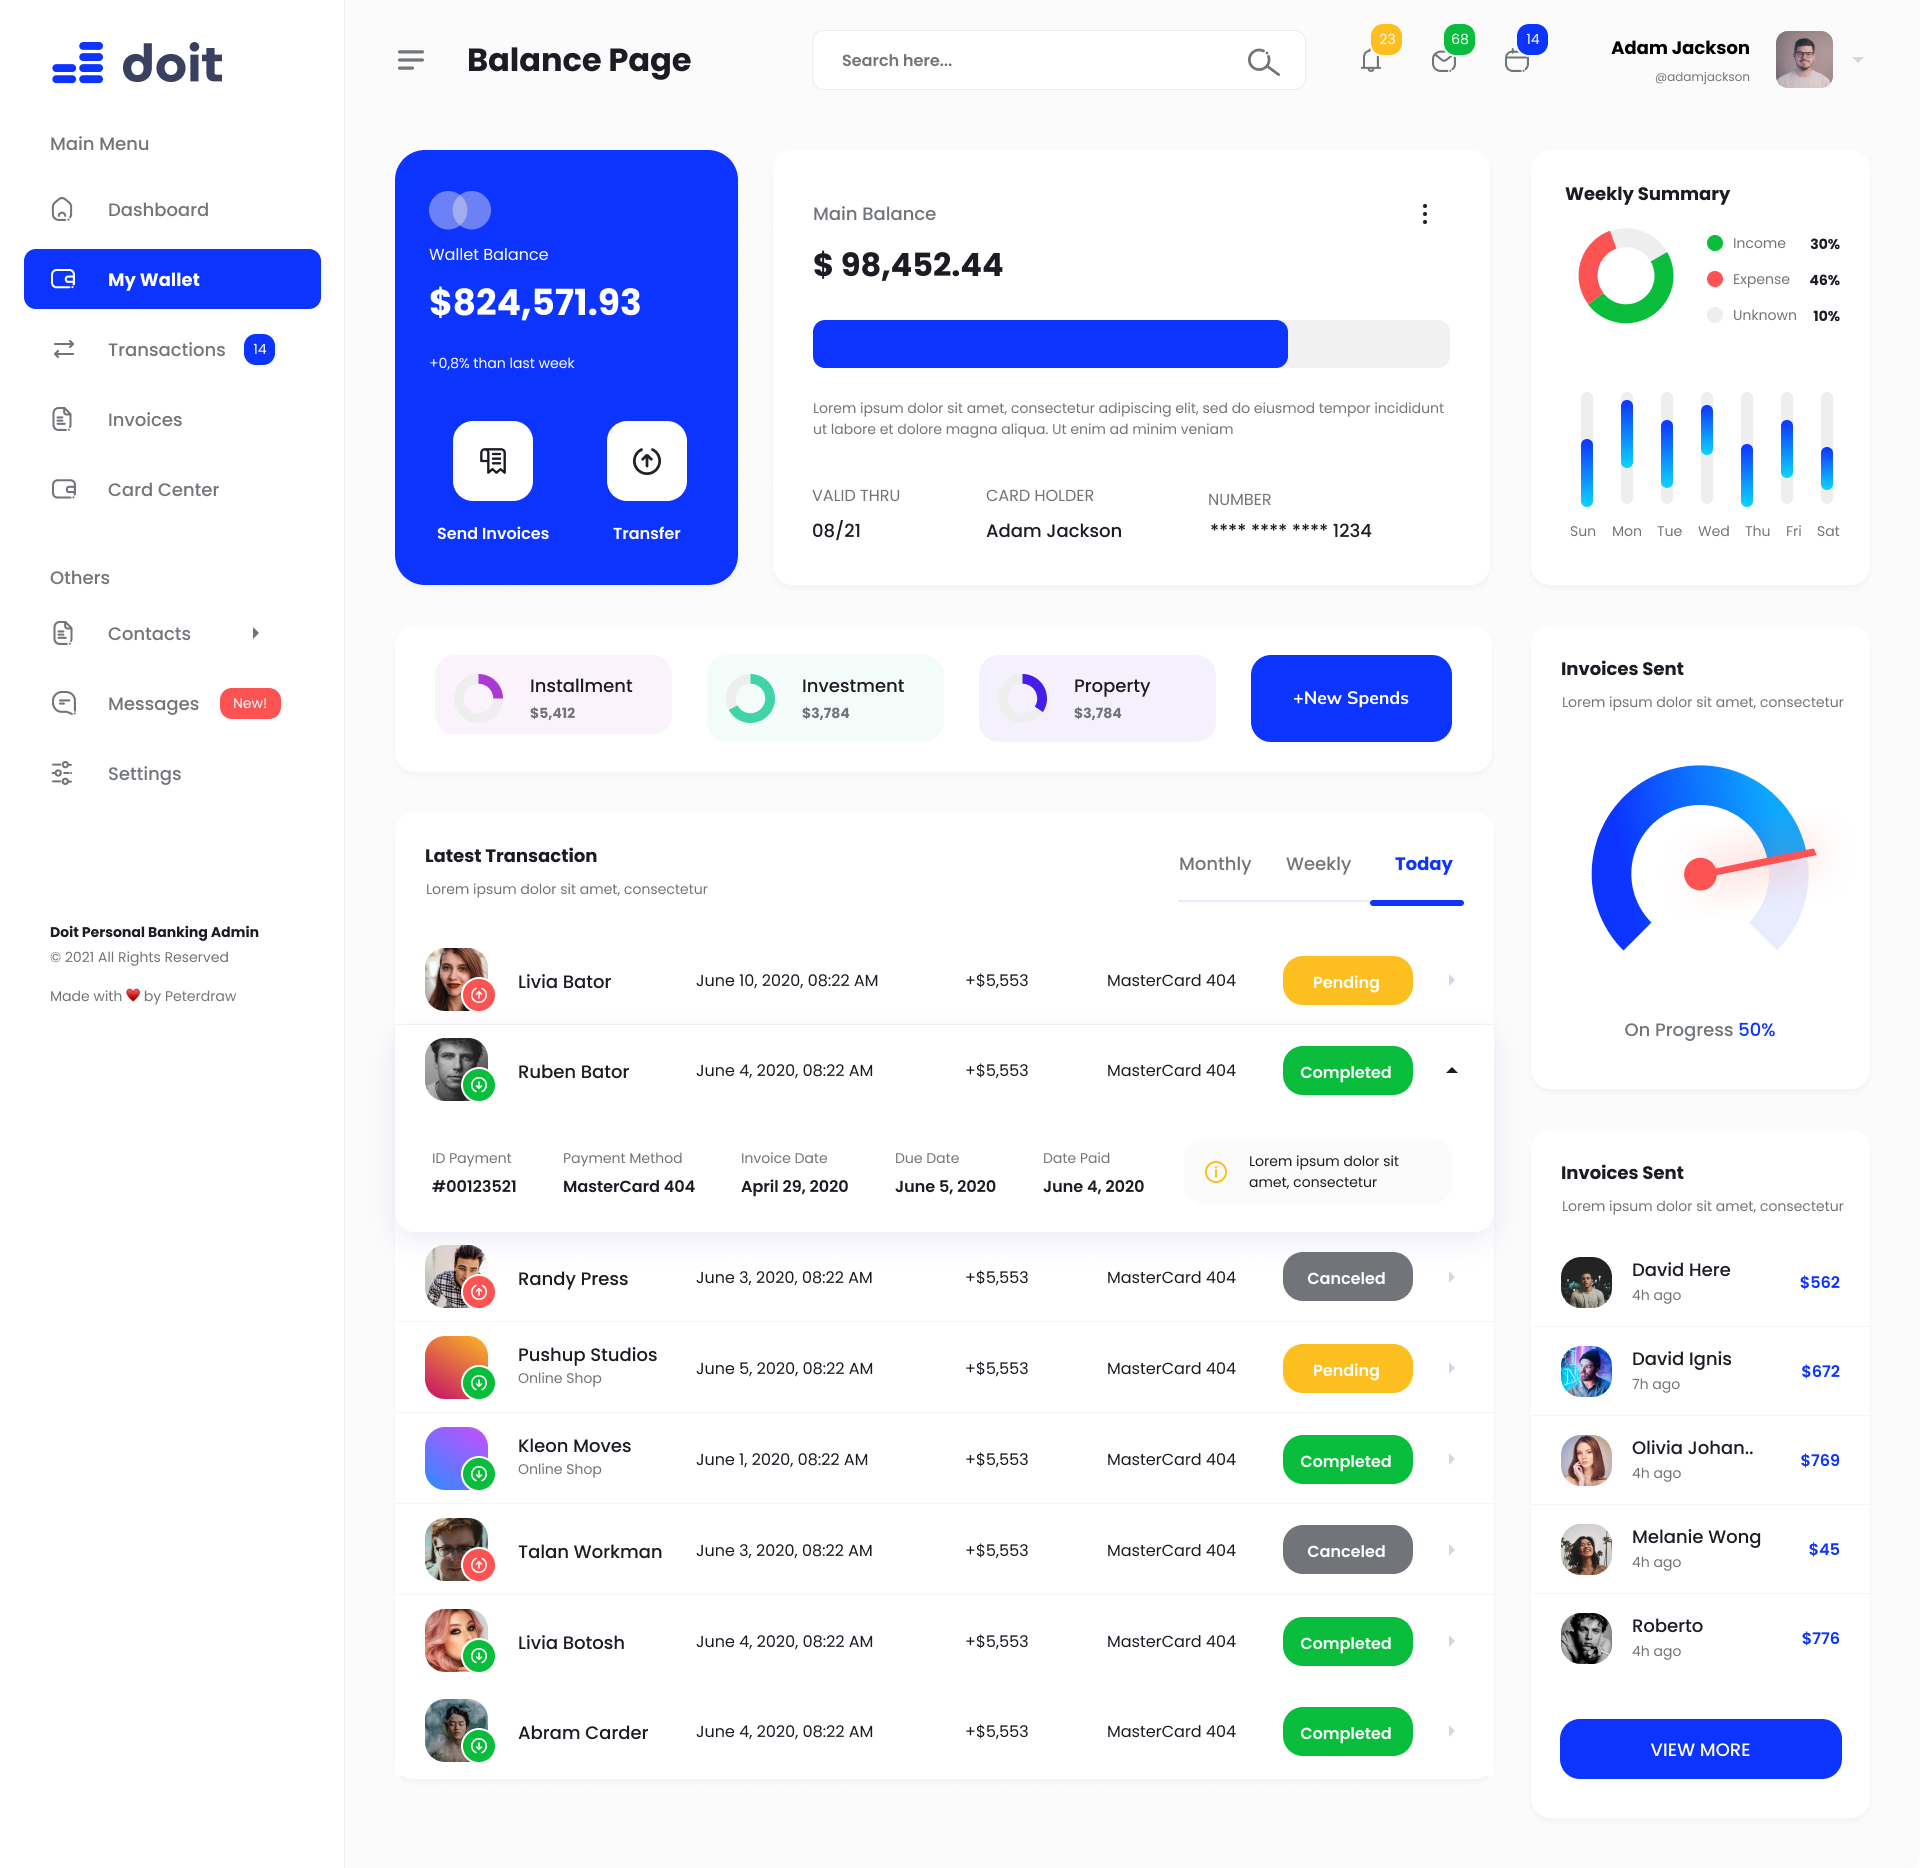 doit
Main Menu
Dashboard
My Wallet
Transactions 14
Invoices
Card Center
Others
Contacts
Messages New!
Settings
Doit Personal Banking Admin
© 2021 All Rights Reserved
Made with ♥ by Peterdraw
Balance Page
Search here...
23
68
14
Adam Jackson
@adamjackson
Wallet Balance
$824,571.93
+0,8% than last week
Send Invoices
Transfer
Main Balance
$ 98,452.44
Lorem ipsum dolor sit amet, consectetur adipiscing elit, sed do eiusmod tempor incididunt
ut labore et dolore magna aliqua. Ut enim ad minim veniam
VALID THRU
08/21
CARD HOLDER
Adam Jackson
NUMBER
**** **** **** 1234
Weekly Summary
Income 30%
Expense 46%
Unknown 10%
Sun Mon Tue Wed Thu Fri Sat
Installment
$5,412
Investment
$3,784
Property
$3,784
+New Spends
Invoices Sent
Lorem ipsum dolor sit amet, consectetur
On Progress 50%
Latest Transaction
Lorem ipsum dolor sit amet, consectetur
Monthly Weekly Today
Livia Bator June 10, 2020, 08:22 AM +$5,553 MasterCard 404 Pending
Ruben Bator June 4, 2020, 08:22 AM +$5,553 MasterCard 404 Completed
ID Payment
#00123521
Payment Method
MasterCard 404
Invoice Date
April 29, 2020
Due Date
June 5, 2020
Date Paid
June 4, 2020
Lorem ipsum dolor sit
amet, consectetur
Randy Press June 3, 2020, 08:22 AM +$5,553 MasterCard 404 Canceled
Pushup Studios
Online Shop
June 5, 2020, 08:22 AM +$5,553 MasterCard 404 Pending
Kleon Moves
Online Shop
June 1, 2020, 08:22 AM +$5,553 MasterCard 404 Completed
Talan Workman June 3, 2020, 08:22 AM +$5,553 MasterCard 404 Canceled
Livia Botosh June 4, 2020, 08:22 AM +$5,553 MasterCard 404 Completed
Abram Carder June 4, 2020, 08:22 AM +$5,553 MasterCard 404 Completed
Invoices Sent
Lorem ipsum dolor sit amet, consectetur
David Here
4h ago
$562
David Ignis
7h ago
$672
Olivia Johan..
4h ago
$769
Melanie Wong
4h ago
$45
Roberto
4h ago
$776
VIEW MORE